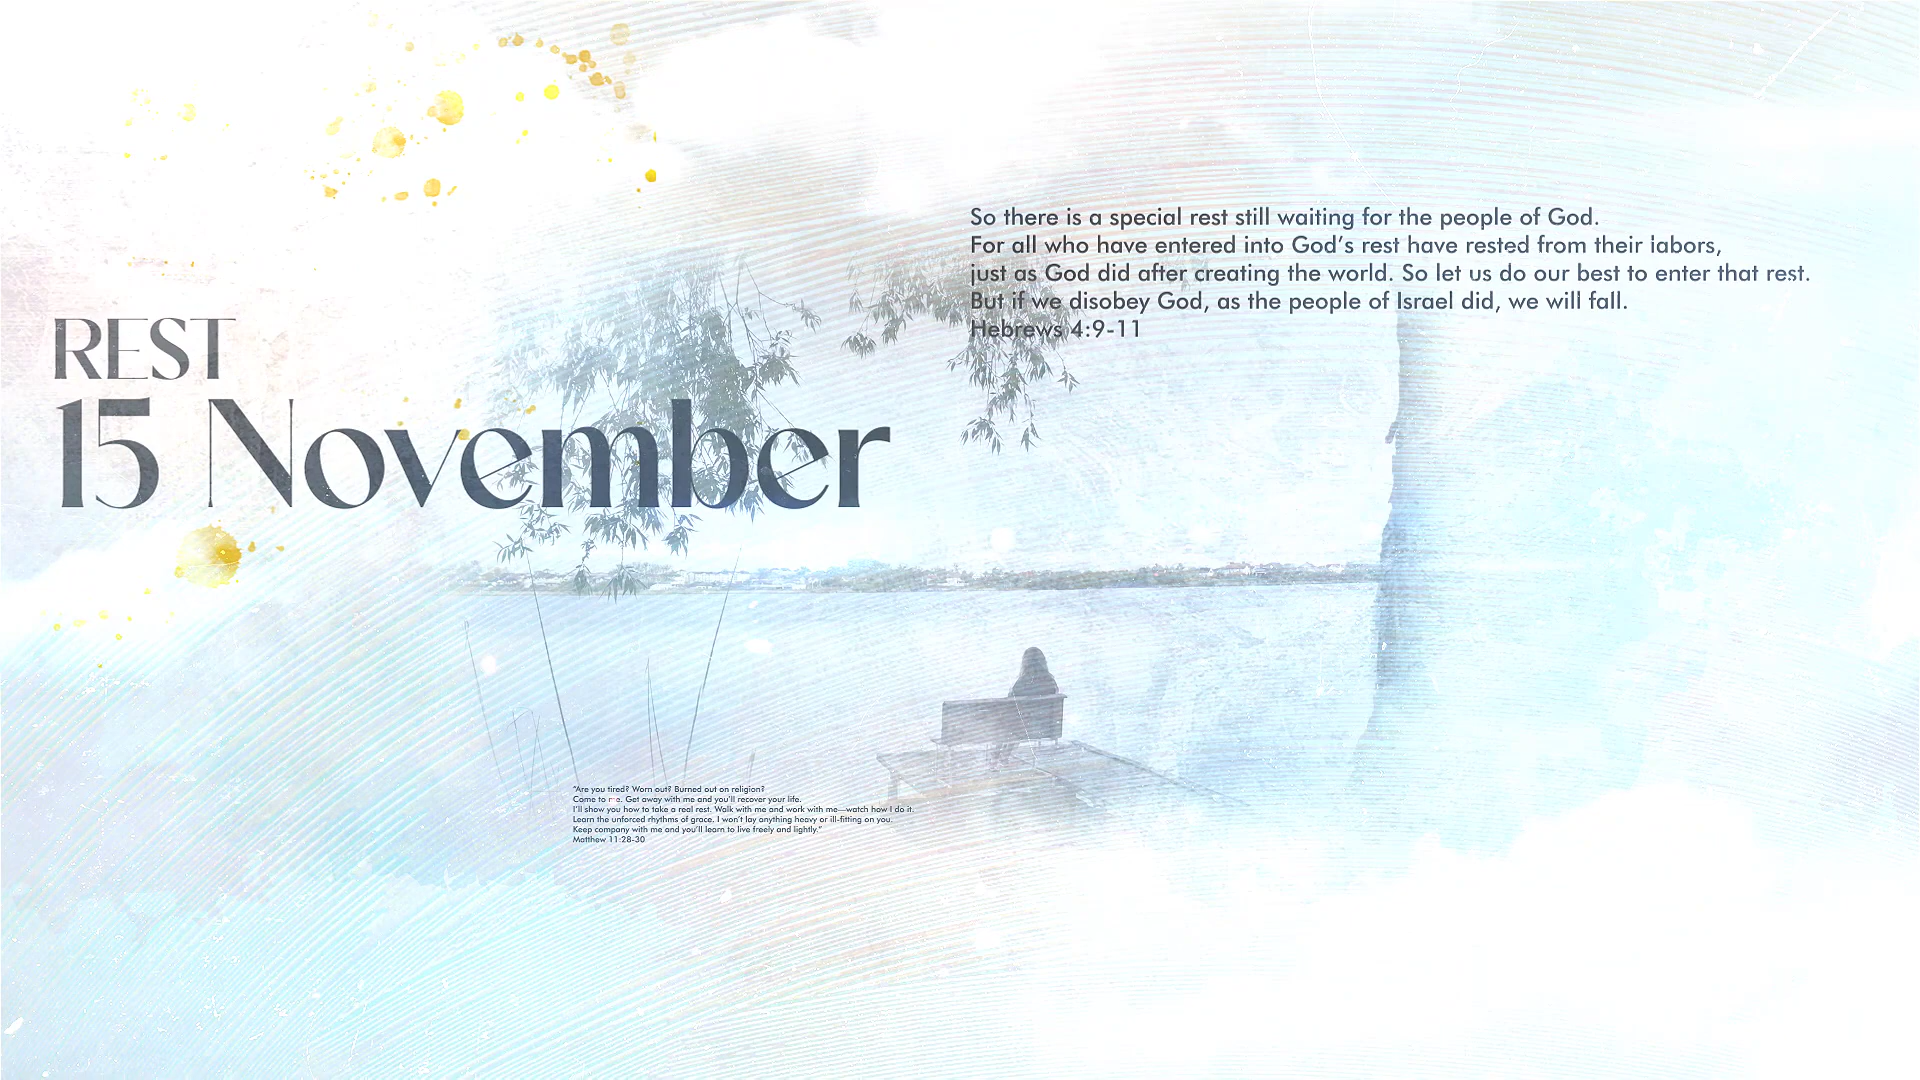 REST
15 November
So there is a special rest still waiting for the people of God.
For all who have entered into God’s rest have rested from their labors,
just as God did after creating the world. So let us do our best to enter that rest.
But if we disobey God, as the people of Israel did, we will fall.
Hebrews 4:9-11
“Are you tired? Worn out? Burned out on religion?
Come to me. Get away with me and you’ll recover your life.
I’ll show you how to take a real rest. Walk with me and work with me—watch how I do it.
Learn the unforced rhythms of grace. I won’t lay anything heavy or ill-fitting on you.
Keep company with me and you’ll learn to live freely and lightly.”
Matthew 11:28-30